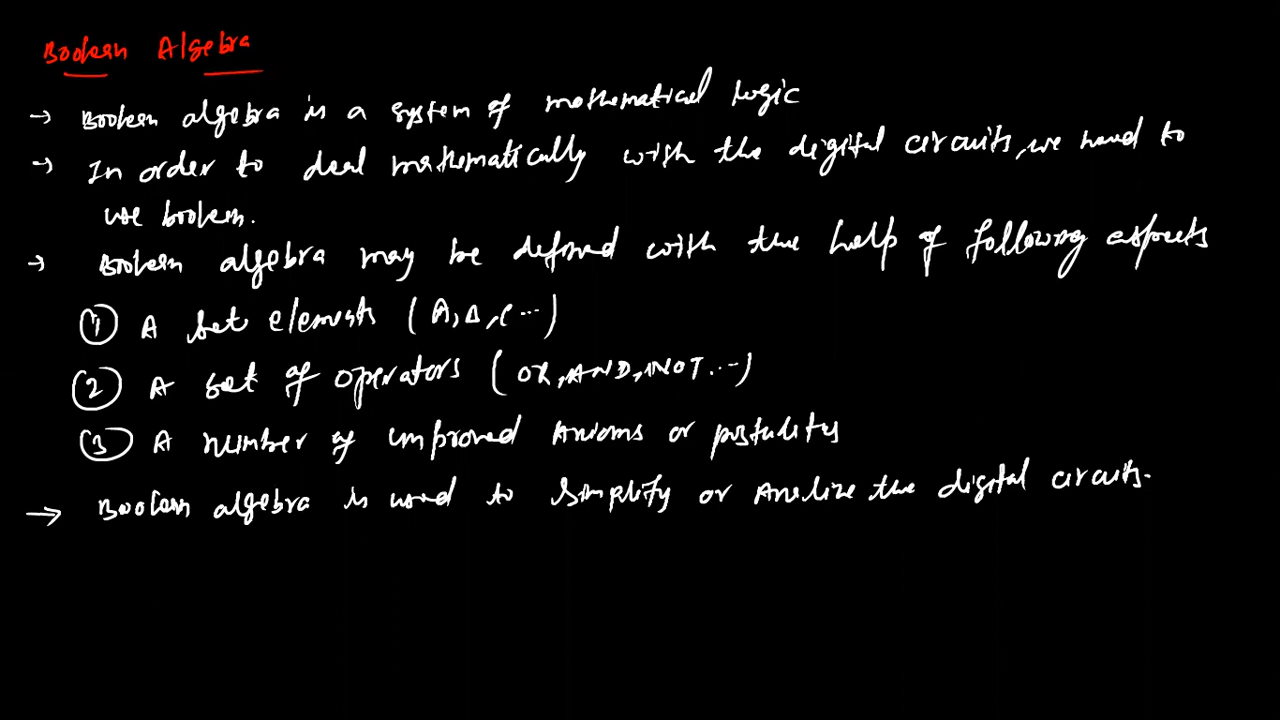 Boolean Algebra
→ Boolean algebra is a system of mathematical logic
→ In order to deal mathematically with the digital circuits, we need to
use boolean.
→ Boolean algebra may be defined with the help of following aspects
① A set elements (A, B, C ...)
② A set of operators (OR, AND, NOT ...)
③ A number of unproved Axioms or postulates
→ Boolean algebra is used to simplify or Analize the digital circuits.